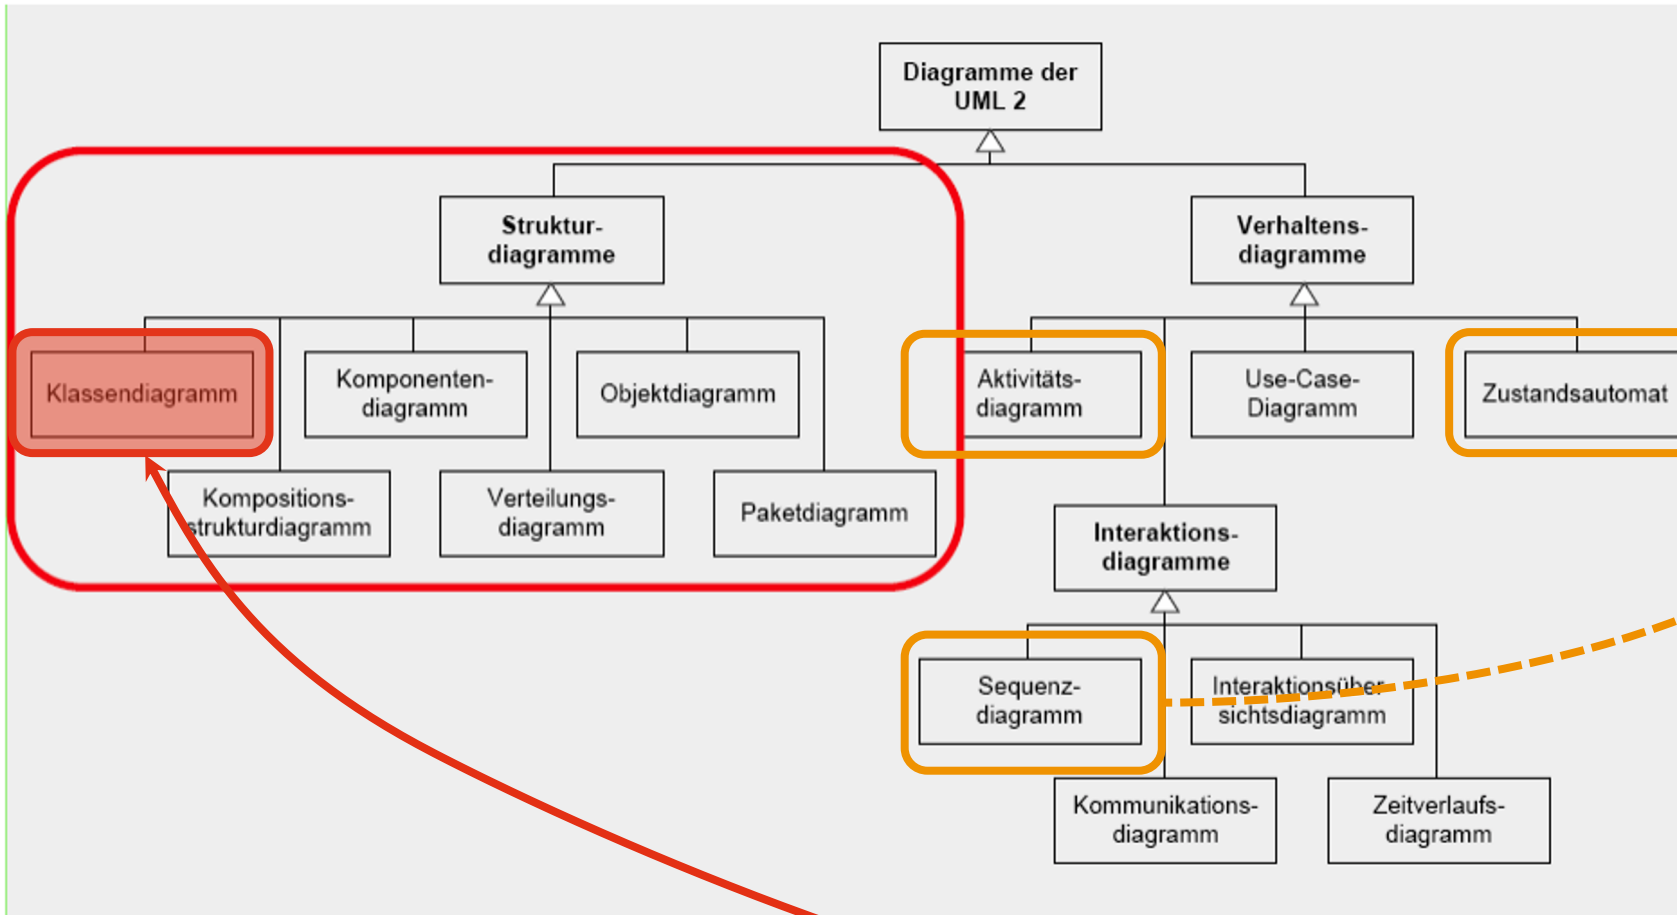 Diagramme der
UML 2
Struktur-
diagramme
Verhaltens-
diagramme
Klassendiagramm
Komponenten-
diagramm
Objektdiagramm
Aktivitäts-
diagramm
Use-Case-
Diagramm
Zustandsautomat
Kompositions-
strukturdiagramm
Verteilungs-
diagramm
Paketdiagramm
Interaktions-
diagramme
Sequenz-
diagramm
Interaktionsüber-
sichtsdiagramm
Kommunikations-
diagramm
Zeitverlaufs-
diagramm